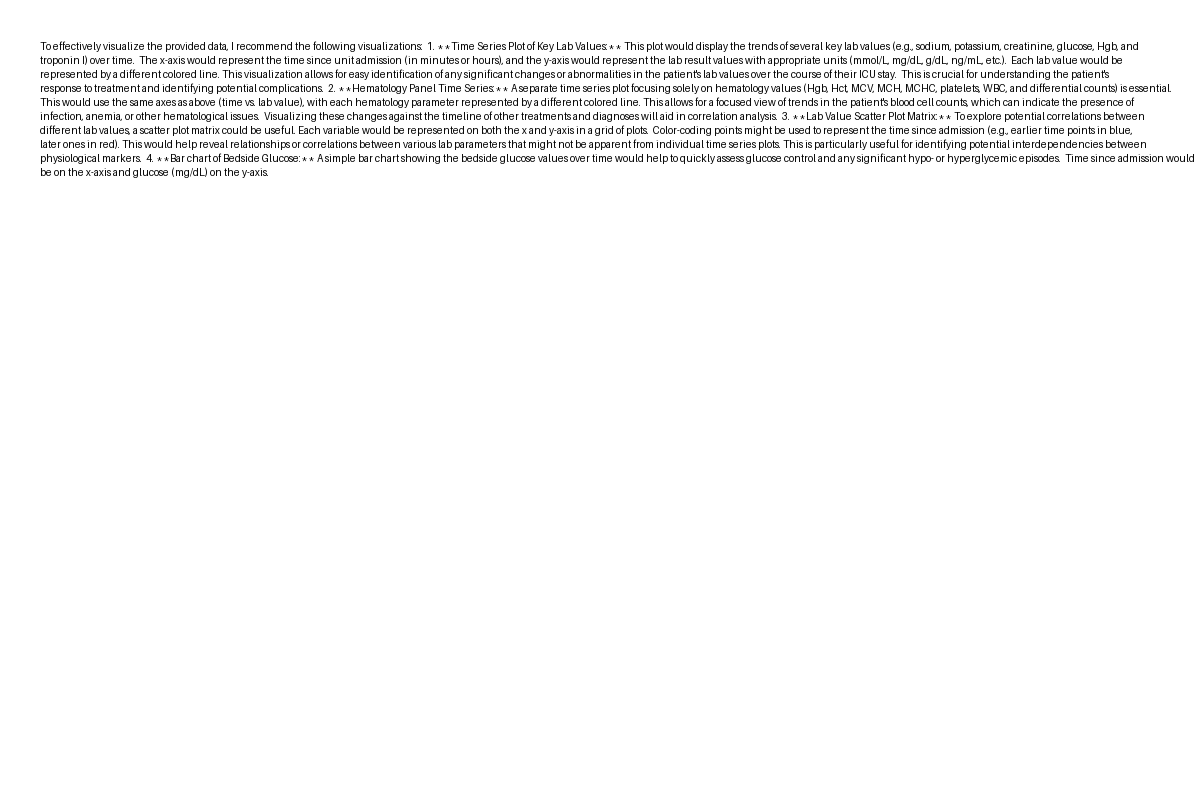 To effectively visualize the provided data, I recommend the following visualizations:  1. **Time Series Plot of Key Lab Values:** This plot would display the trends of several key lab values (e.g., sodium, potassium, creatinine, glucose, Hgb, and
troponin I) over time.  The x-axis would represent the time since unit admission (in minutes or hours), and the y-axis would represent the lab result values with appropriate units (mmol/L, mg/dL, g/dL, ng/mL, etc.).  Each lab value would be
represented by a different colored line. This visualization allows for easy identification of any significant changes or abnormalities in the patient's lab values over the course of their ICU stay.  This is crucial for understanding the patient's
response to treatment and identifying potential complications.  2. **Hematology Panel Time Series:** A separate time series plot focusing solely on hematology values (Hgb, Hct, MCV, MCH, MCHC, platelets, WBC, and differential counts) is essential.
This would use the same axes as above (time vs. lab value), with each hematology parameter represented by a different colored line. This allows for a focused view of trends in the patient's blood cell counts, which can indicate the presence of
infection, anemia, or other hematological issues.  Visualizing these changes against the timeline of other treatments and diagnoses will aid in correlation analysis.  3. **Lab Value Scatter Plot Matrix:** To explore potential correlations between
different lab values, a scatter plot matrix could be useful. Each variable would be represented on both the x and y-axis in a grid of plots.  Color-coding points might be used to represent the time since admission (e.g., earlier time points in blue,
later ones in red). This would help reveal relationships or correlations between various lab parameters that might not be apparent from individual time series plots. This is particularly useful for identifying potential interdependencies between
physiological markers.  4. **Bar chart of Bedside Glucose:** A simple bar chart showing the bedside glucose values over time would help to quickly assess glucose control and any significant hypo- or hyperglycemic episodes.  Time since admission would
be on the x-axis and glucose (mg/dL) on the y-axis.